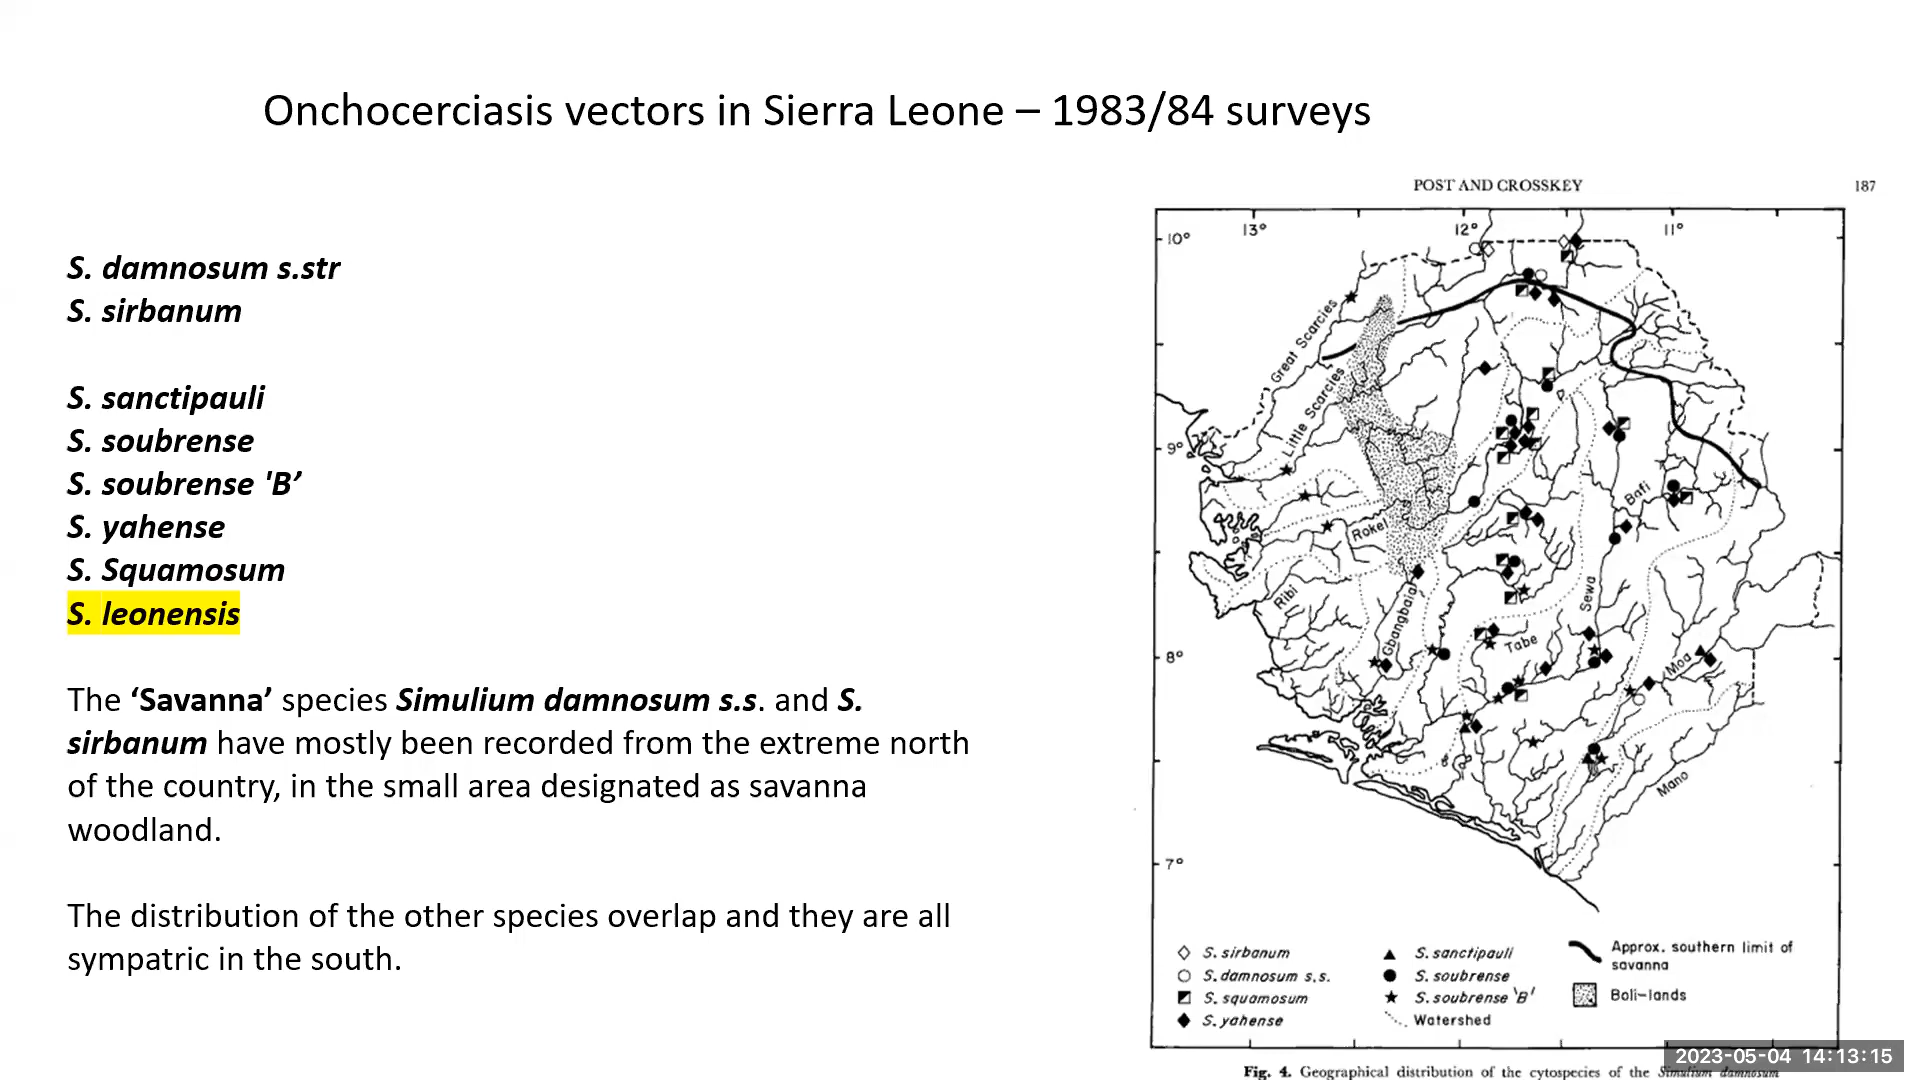 Onchocerciasis vectors in Sierra Leone – 1983/84 surveys
S. damnosum s.str
S. sirbanum
S. sanctipauli
S. soubrense
S. soubrense 'B’
S. yahense
S. Squamosum
S. leonensis
The ‘Savanna’ species Simulium damnosum s.s. and S.
sirbanum have mostly been recorded from the extreme north
of the country, in the small area designated as savanna
woodland.
The distribution of the other species overlap and they are all
sympatric in the south.
POST AND CROSSKEY
187
13° 12° 11°
10°
9°
8°
7°
Great Scarcies
Little Scarcies
Rokel
Ribi
Gbangbaia
Tabe
Sewa
Bafi
Moa
Mano
S. sirbanum
S. damnosum s.s.
S. squamosum
S. yahense
S. sanctipauli
S. soubrense
S. soubrense 'B'
Watershed
Approx. southern limit of
savanna
Boli-lands
2023-05-04 14:13:15
Fig. 4. Geographical distribution of the cytospecies of the Simulium damnosum